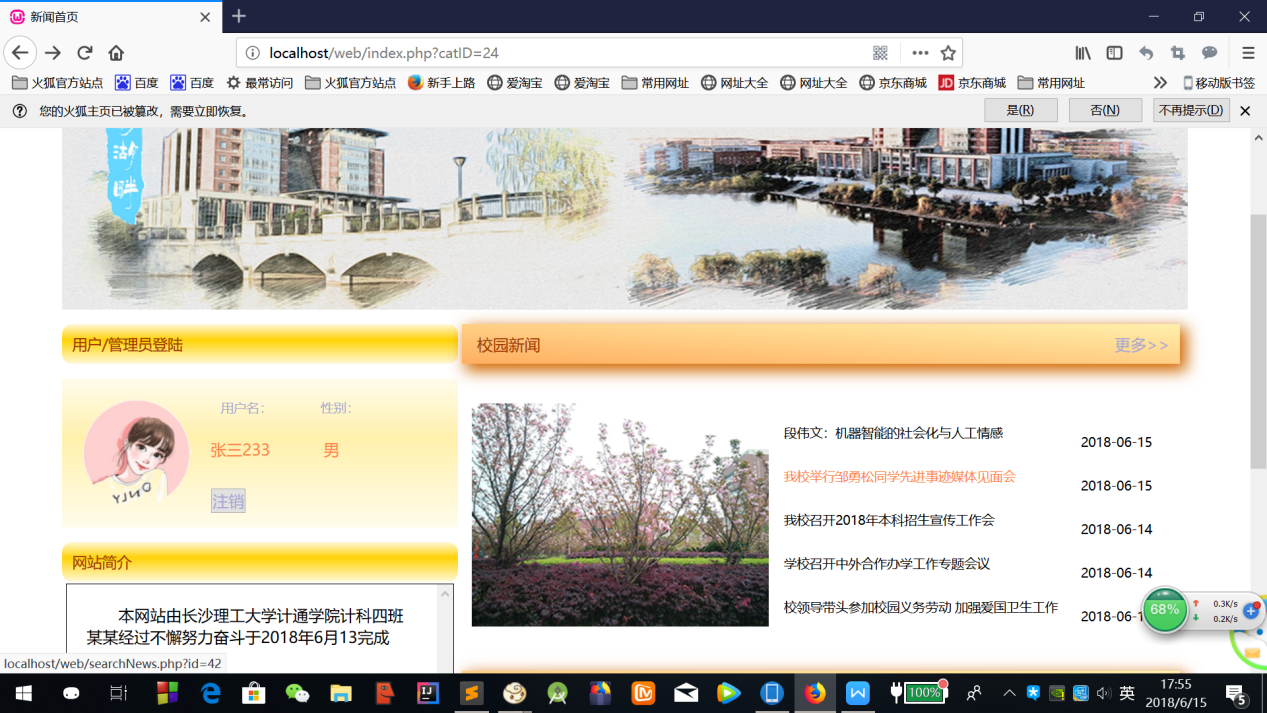 新闻首页
localhost/web/index.php?catID=24
火狐官方站点 百度 百度 最常访问 火狐官方站点 新手上路 爱淘宝 爱淘宝 常用网址 网址大全 网址大全 京东商城 JD 京东商城 常用网址 移动版书签
您的火狐主页已被篡改，需要立即恢复。 是(R) 否(N) 不再提示(D)
湖畔
用户/管理员登陆
用户名： 性别：
张三233 男
ONLY
注销
网站简介
本网站由长沙理工大学计通学院计科四班
某某经过不懈努力奋斗于2018年6月13完成
校园新闻 更多>>
段伟文：机器智能的社会化与人工情感 2018-06-15
我校举行邹勇松同学先进事迹媒体见面会 2018-06-15
我校召开2018年本科招生宣传工作会 2018-06-14
学校召开中外合作办学工作专题会议 2018-06-14
校领导带头参加校园义务劳动 加强爱国卫生工作 2018-06-1
68% 0.3K/s
0.2K/s
localhost/web/searchNews.php?id=42
100% 英 17:55
2018/6/15 5